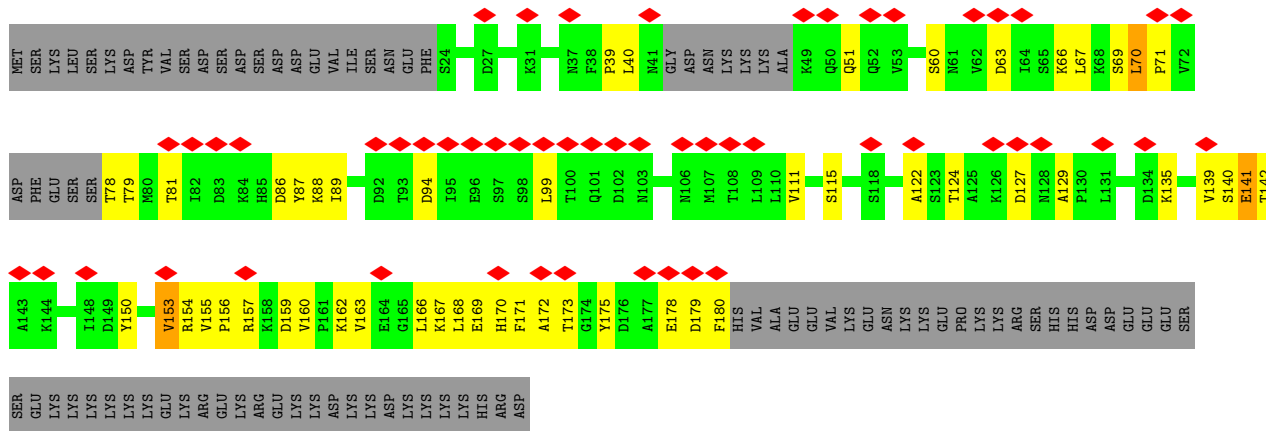 MET SER LYS LEU SER LYS ASP TYR VAL SER ASP SER ASP SER ASP ASP GLU VAL ILE SER ASN GLU PHE S24 D27 K31 N37 F38 P39 L40 N41 GLY ASP ASN LYS LYS LYS ALA K49 Q50 Q51 Q52 V53 S60 N61 V62 D63 I64 S65 K66 L67 K68 S69 L70 P71 V72
ASP PHE GLU SER SER T78 T79 M80 T81 I82 D83 K84 H85 D86 Y87 K88 I89 D92 T93 D94 I95 E96 S97 S98 L99 T100 Q101 D102 N103 N106 M107 T108 L109 L110 V111 S115 S118 A122 S123 T124 A125 K126 D127 N128 A129 P130 L131 D134 K135 V139 S140 E141 T142
A143 K144 I148 D149 Y150 V153 R154 V155 P156 R157 K158 D159 V160 P161 K162 V163 E164 G165 L166 K167 L168 E169 H170 F171 A172 T173 G174 Y175 D176 A177 E178 D179 F180 HIS VAL ALA GLU GLU VAL LYS GLU ASN LYS LYS GLU PRO LYS LYS ARG SER HIS HIS ASP ASP GLU GLU GLU SER
SER GLU LYS LYS LYS LYS LYS LYS GLU LYS ARG GLU LYS ARG GLU LYS LYS ASP LYS LYS ASP LYS LYS LYS LYS HIS ARG ASP